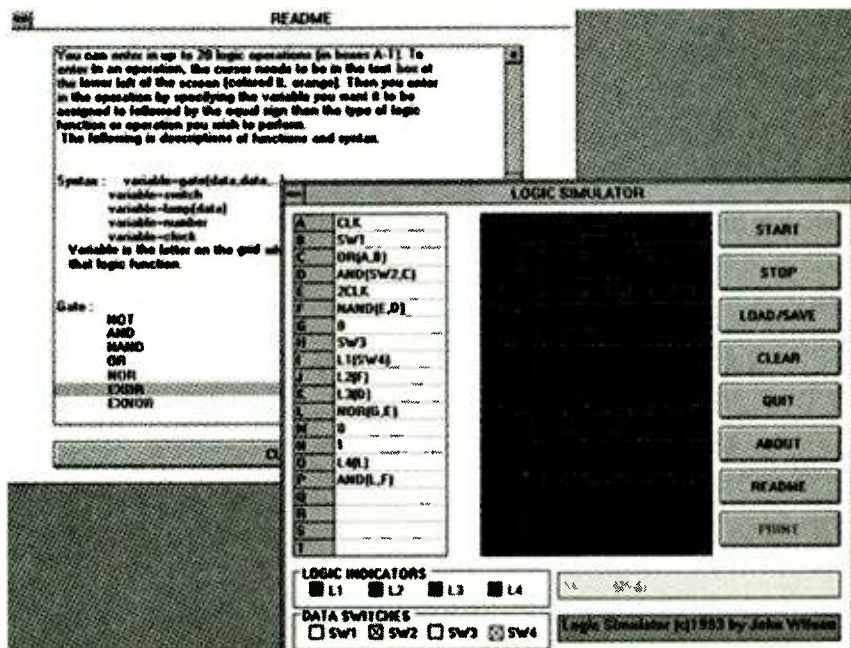 README
You can enter in up to 20 logic operations (in boxes A-T). To
enter in an operation, the cursor needs to be in the text box at
the lower left of the screen (colored lt. orange). Then you enter
in the operation by specifying the variable you want it to be
assigned to followed by the equal sign then the type of logic
function or operation you wish to perform.
The following is descriptions of functions and syntax.
Syntax : variable=gate(data,data,
variable=switch
variable=lamp(data)
variable=number
variable=clock
Variable is the letter on the grid
that logic function.
Gate :
NOT
AND
NAND
OR
NOR
EXOR
EXNOR
LOGIC SIMULATOR
A CLK
B SW1
C OR(A,B)
D AND(SW2,C)
E 2CLK
F NAND(E,D)
G 0
H SW3
I L1(SW4)
J L2(F)
K L3(D)
L NOR(G,E)
M 0
N 1
O L4(L)
P AND(L,F)
Q
R
S
T
START
STOP
LOAD/SAVE
CLEAR
QUIT
ABOUT
README
PRINT
LOGIC INDICATORS
L1 L2 L3 L4
DATA SWITCHES
SW1 SW2 SW3 SW4
Logic Simulator (c)1993 by John Wilson